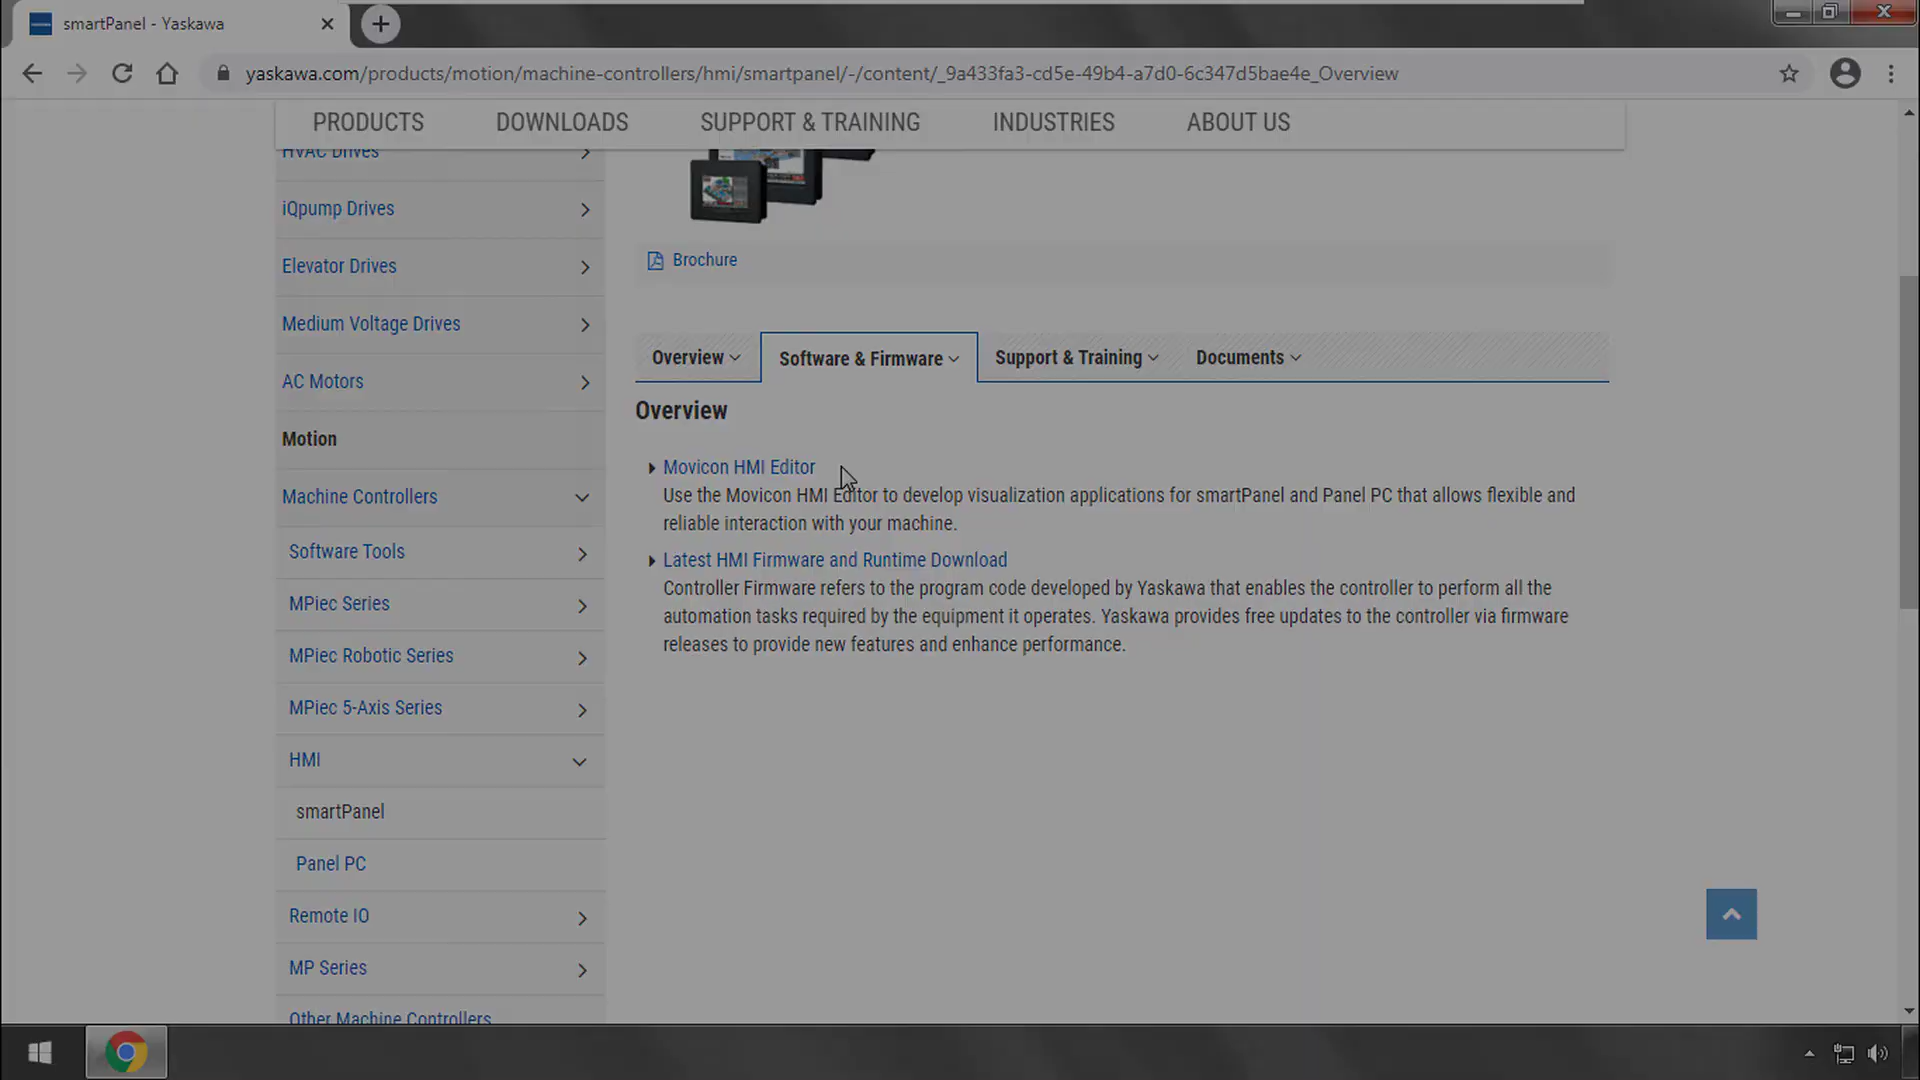 smartPanel - Yaskawa
yaskawa.com/products/motion/machine-controllers/hmi/smartpanel/-/content/_9a433fa3-cd5e-49b4-a7d0-6c347d5bae4e_Overview
PRODUCTS DOWNLOADS SUPPORT & TRAINING INDUSTRIES ABOUT US
HVAC Drives
iQpump Drives
Elevator Drives
Medium Voltage Drives
AC Motors
Motion
Machine Controllers
Software Tools
MPiec Series
MPiec Robotic Series
MPiec 5-Axis Series
HMI
smartPanel
Panel PC
Remote IO
MP Series
Other Machine Controllers
Brochure
Overview Software & Firmware Support & Training Documents
Overview
Movicon HMI Editor
Use the Movicon HMI Editor to develop visualization applications for smartPanel and Panel PC that allows flexible and
reliable interaction with your machine.
Latest HMI Firmware and Runtime Download
Controller Firmware refers to the program code developed by Yaskawa that enables the controller to perform all the
automation tasks required by the equipment it operates. Yaskawa provides free updates to the controller via firmware
releases to provide new features and enhance performance.